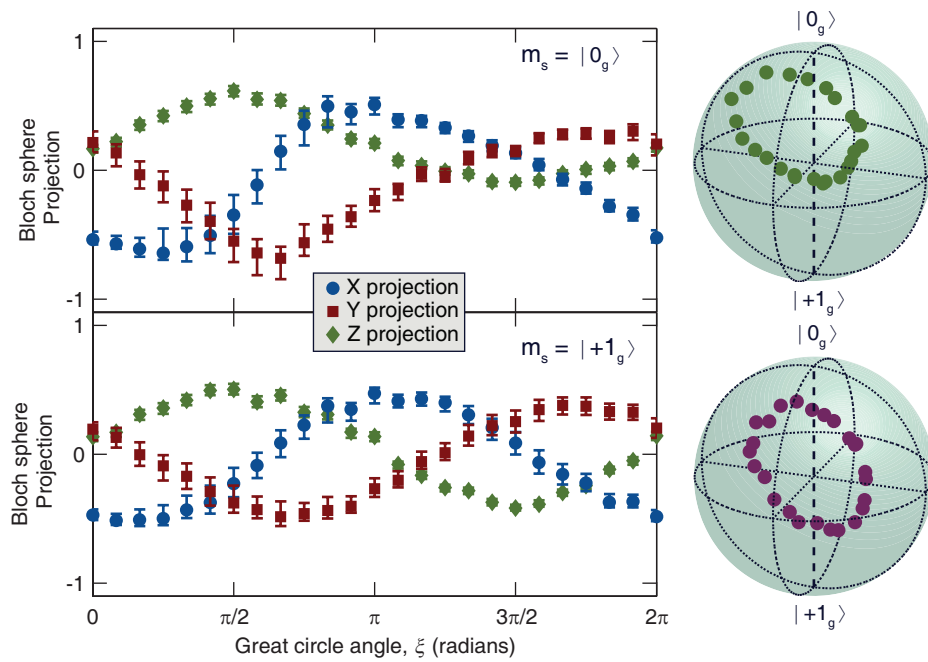 1
m_s = | 0_g ⟩
0
Bloch sphere
Projection
-1
X projection
Y projection
Z projection
1
m_s = | +1_g ⟩
0
Bloch sphere
Projection
-1
0
π/2
π
3π/2
2π
Great circle angle, ξ (radians)
| 0_g ⟩
| +1_g ⟩
| 0_g ⟩
| +1_g ⟩